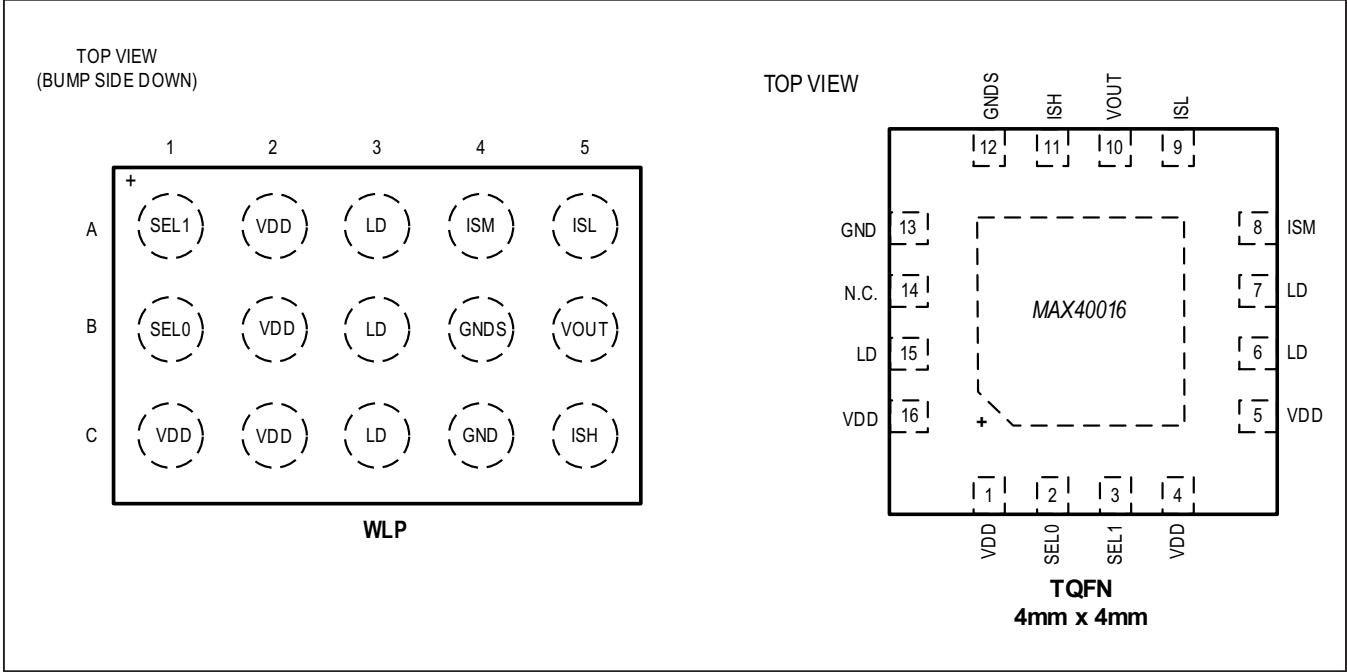 TOP VIEW
(BUMP SIDE DOWN)
1 2 3 4 5
+
A SEL1 VDD LD ISM ISL
B SEL0 VDD LD GNDS VOUT
C VDD VDD LD GND ISH
WLP
TOP VIEW
GNDS ISH VOUT ISL
12 11 10 9
GND 13 8 ISM
N.C. 14 7 LD
MAX40016
LD 15 6 LD
VDD 16 5 VDD
+
1 2 3 4
VDD SEL0 SEL1 VDD
TQFN
4mm x 4mm